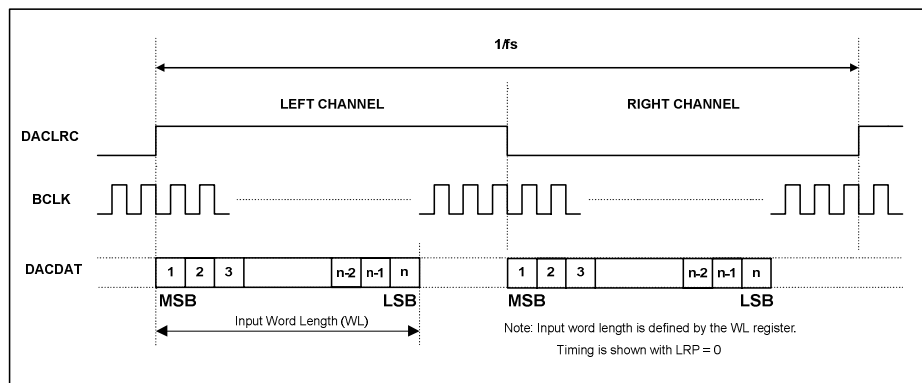 1/fs
LEFT CHANNEL
RIGHT CHANNEL
DACLRC
BCLK
DACDAT
1 2 3 n-2 n-1 n
1 2 3 n-2 n-1 n
MSB LSB
MSB LSB
Input Word Length (WL)
Note: Input word length is defined by the WL register.
Timing is shown with LRP = 0